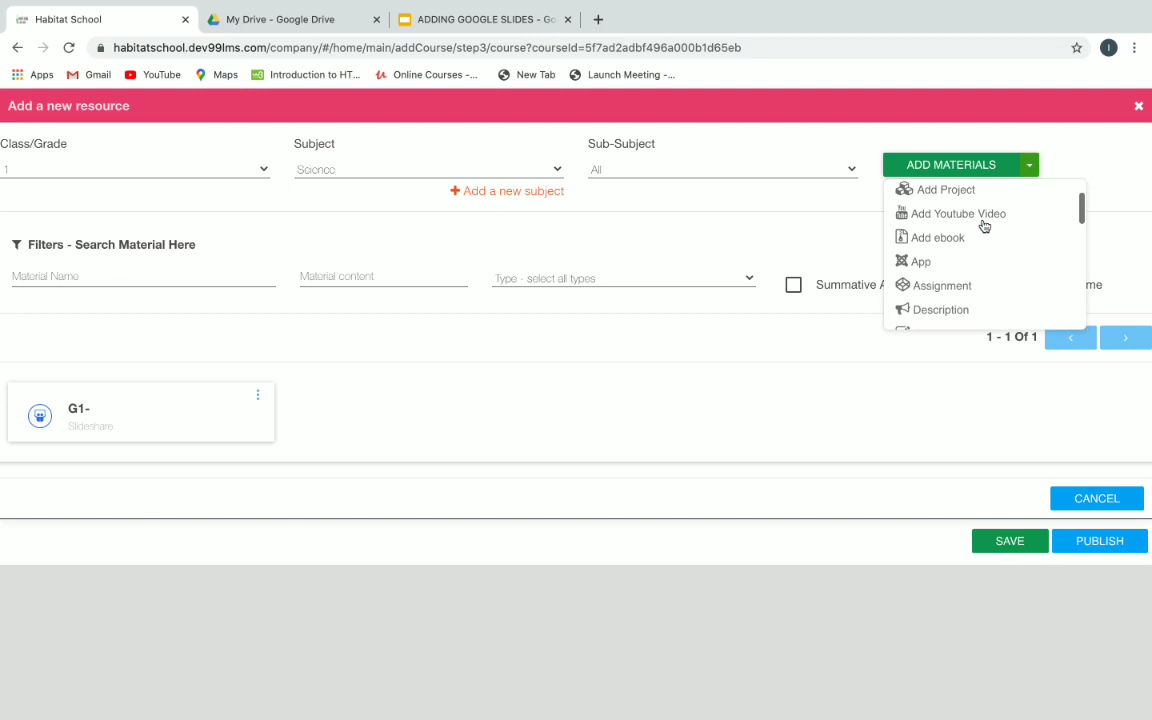 Habitat School
My Drive - Google Drive
ADDING GOOGLE SLIDES - Go
habitatschool.dev99lms.com/company/#/home/main/addCourse/step3/course?courseId=5f7ad2adbf496a000b1d65eb
I
Apps
Gmail
YouTube
Maps
Introduction to HT...
Online Courses -...
New Tab
Launch Meeting -...
Add a new resource
Class/Grade
Subject
Sub-Subject
1
Science
All
ADD MATERIALS
+ Add a new subject
Add Project
Add Youtube Video
Add ebook
App
Assignment
Description
Filters - Search Material Here
Material Name
Material content
Type - select all types
Summative A
me
1 - 1 Of 1
‹
›
G1-
Slideshare
CANCEL
SAVE
PUBLISH